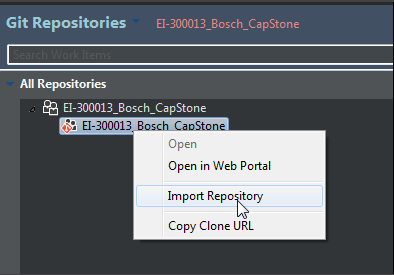 Git Repositories EI-300013_Bosch_CapStone
Search Work Items
All Repositories
EI-300013_Bosch_CapStone
EI-300013_Bosch_CapStone
Open
Open in Web Portal
Import Repository
Copy Clone URL